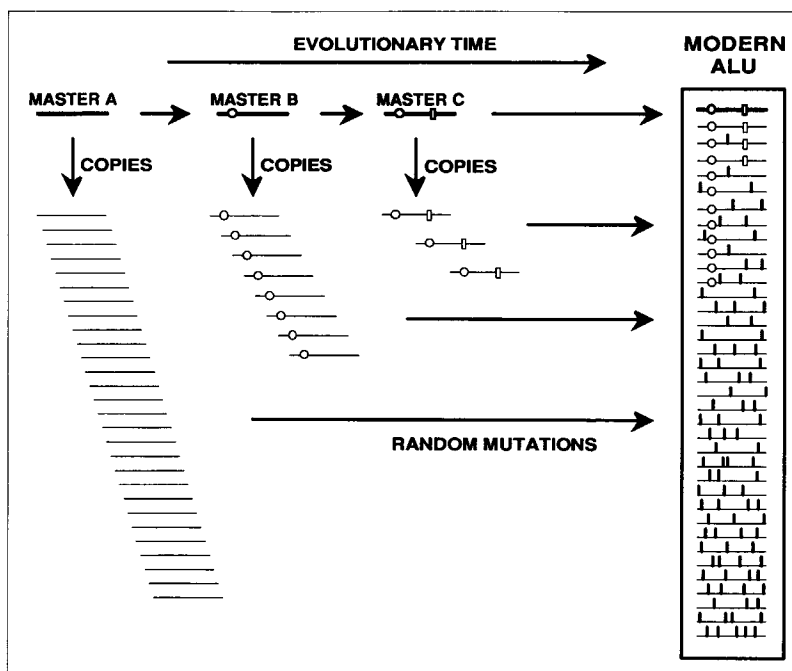 EVOLUTIONARY TIME
MODERN
ALU
MASTER A
MASTER B
MASTER C
COPIES
COPIES
COPIES
RANDOM MUTATIONS